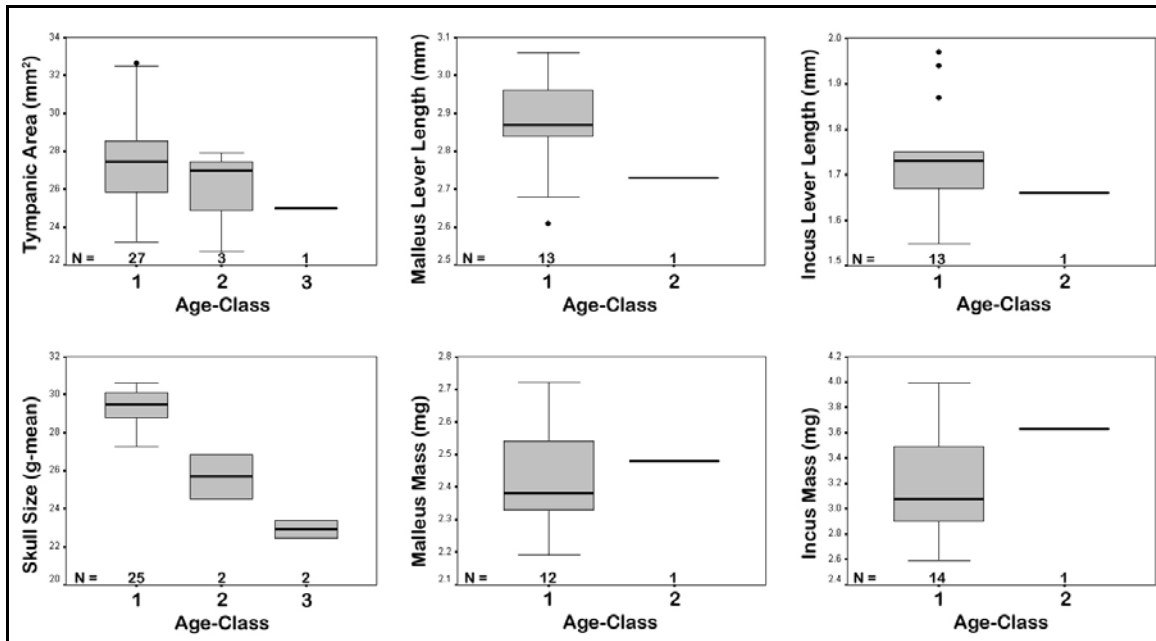 Tympanic Area (mm²)
34
32
30
28
26
24
22
N = 27 3 1
1 2 3
Age-Class
Malleus Lever Length (mm)
3.1
3.0
2.9
2.8
2.7
2.6
2.5
N = 13 1
1 2
Age-Class
Incus Lever Length (mm)
2.0
1.9
1.8
1.7
1.6
1.5
N = 13 1
1 2
Age-Class
Skull Size (g-mean)
32
30
28
26
24
22
20
N = 25 2 2
1 2 3
Age-Class
Malleus Mass (mg)
2.8
2.7
2.6
2.5
2.4
2.3
2.2
2.1
N = 12 1
1 2
Age-Class
Incus Mass (mg)
4.2
4.0
3.8
3.6
3.4
3.2
3.0
2.8
2.6
2.4
N = 14 1
1 2
Age-Class